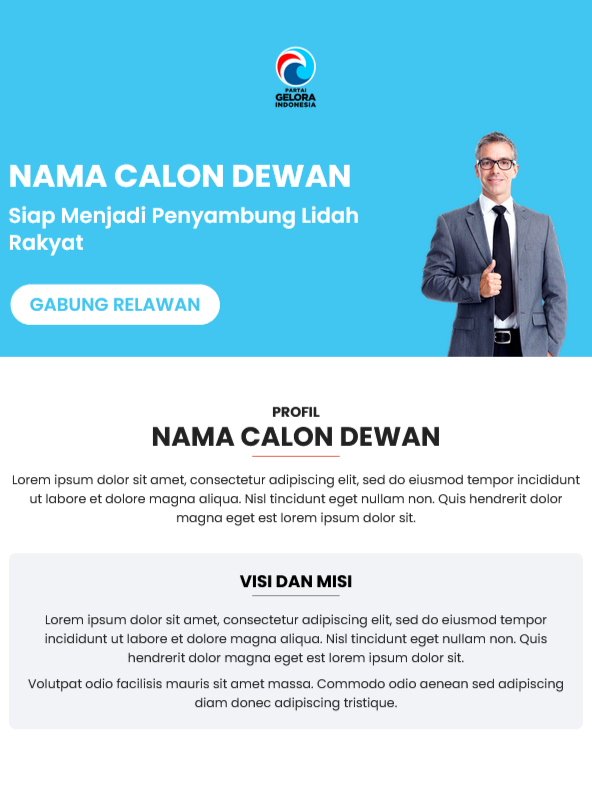 PARTAI
GELORA
INDONESIA
NAMA CALON DEWAN
Siap Menjadi Penyambung Lidah
Rakyat
GABUNG RELAWAN
PROFIL
NAMA CALON DEWAN
Lorem ipsum dolor sit amet, consectetur adipiscing elit, sed do eiusmod tempor incididunt
ut labore et dolore magna aliqua. Nisl tincidunt eget nullam non. Quis hendrerit dolor
magna eget est lorem ipsum dolor sit.
VISI DAN MISI
Lorem ipsum dolor sit amet, consectetur adipiscing elit, sed do eiusmod tempor
incididunt ut labore et dolore magna aliqua. Nisl tincidunt eget nullam non. Quis
hendrerit dolor magna eget est lorem ipsum dolor sit.
Volutpat odio facilisis mauris sit amet massa. Commodo odio aenean sed adipiscing
diam donec adipiscing tristique.